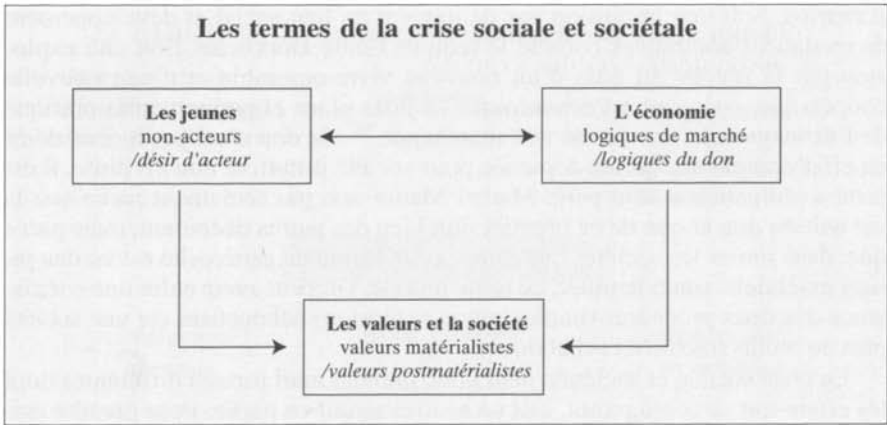 Les termes de la crise sociale et sociétale
Les jeunes
non-acteurs
/désir d'acteur
L'économie
logiques de marché
/logiques du don
Les valeurs et la société
valeurs matérialistes
/valeurs postmatérialistes